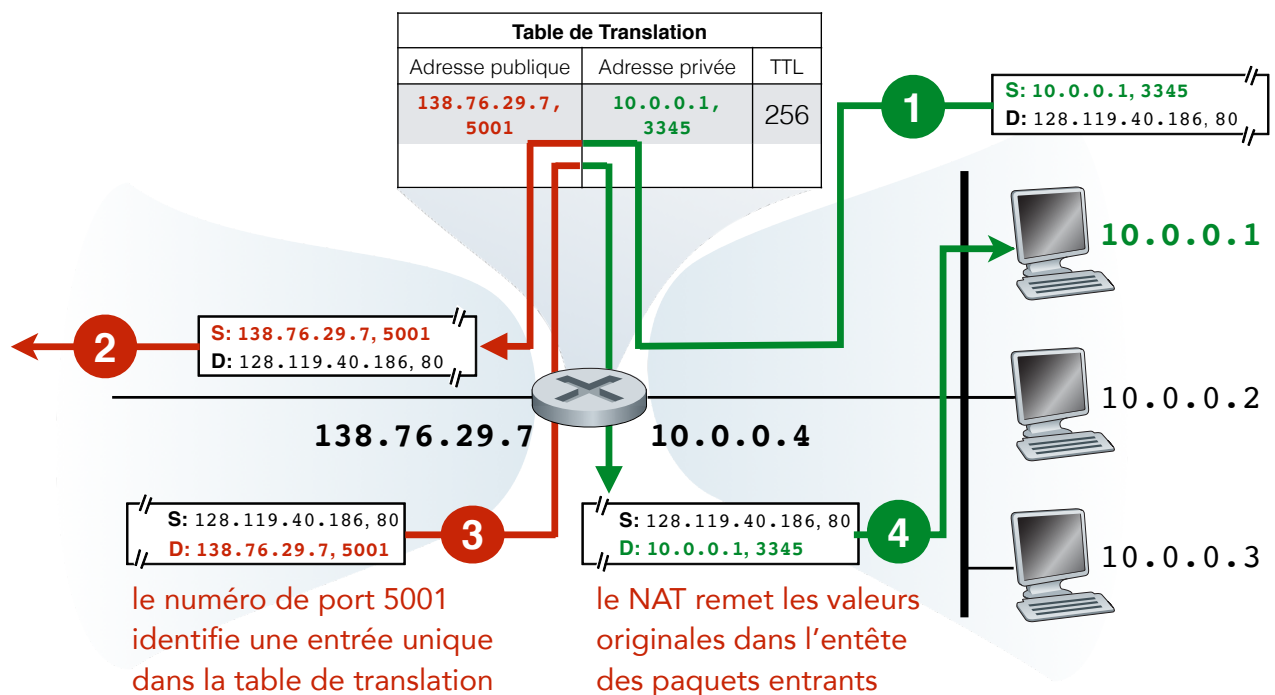 Table de Translation
Adresse publique Adresse privée TTL
138.76.29.7, 10.0.0.1, 256
5001 3345
1
S: 10.0.0.1, 3345
D: 128.119.40.186, 80
10.0.0.1
2
S: 138.76.29.7, 5001
D: 128.119.40.186, 80
10.0.0.2
138.76.29.7 10.0.0.4
S: 128.119.40.186, 80
D: 138.76.29.7, 5001
3
S: 128.119.40.186, 80
D: 10.0.0.1, 3345
4
10.0.0.3
le numéro de port 5001
identifie une entrée unique
dans la table de translation
le NAT remet les valeurs
originales dans l’entête
des paquets entrants